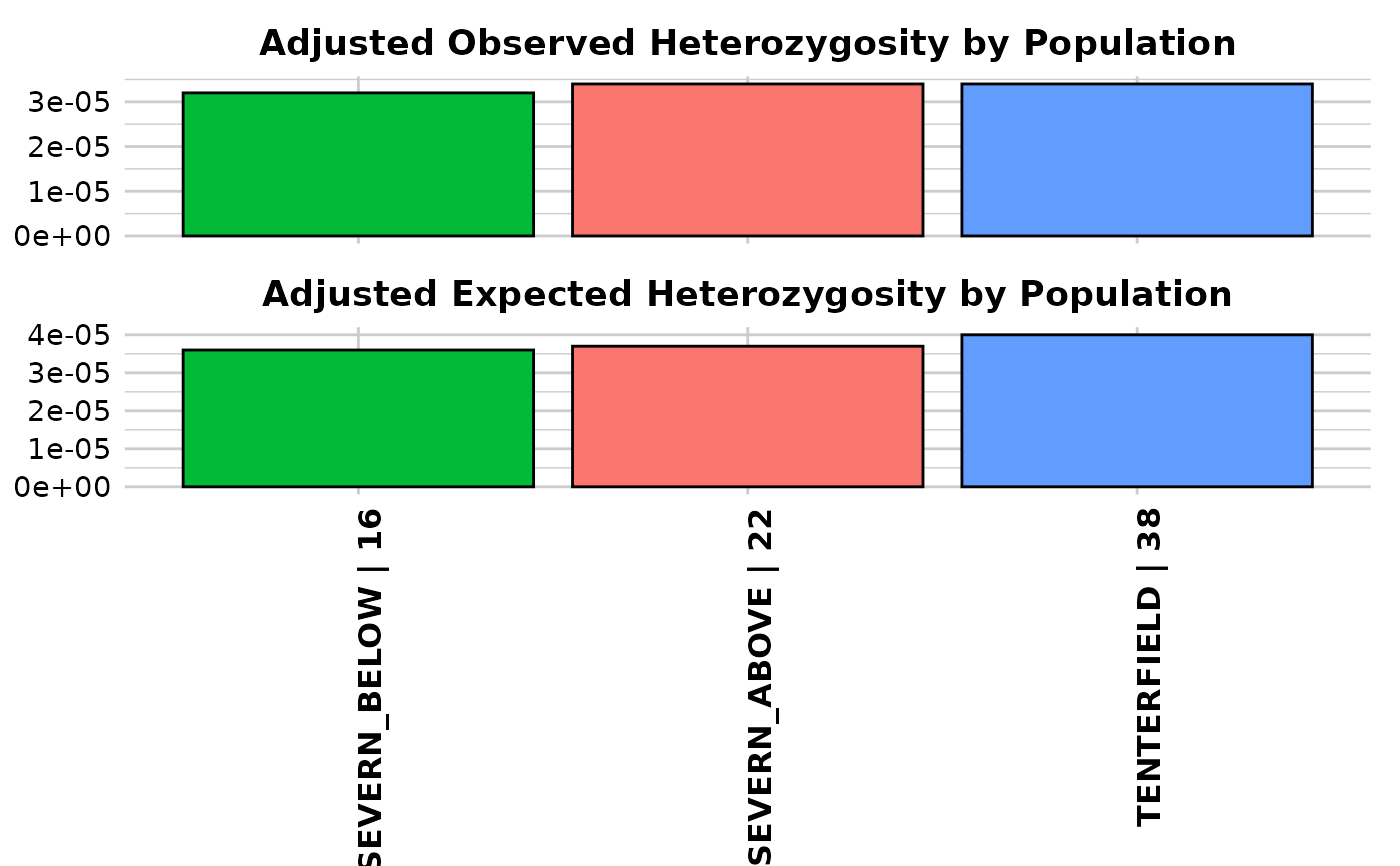 Adjusted Observed Heterozygosity by Population
3e-05
2e-05
1e-05
0e+00
Adjusted Expected Heterozygosity by Population
4e-05
3e-05
2e-05
1e-05
0e+00
SEVERN_BELOW | 16
SEVERN_ABOVE | 22
TENTERFIELD | 38